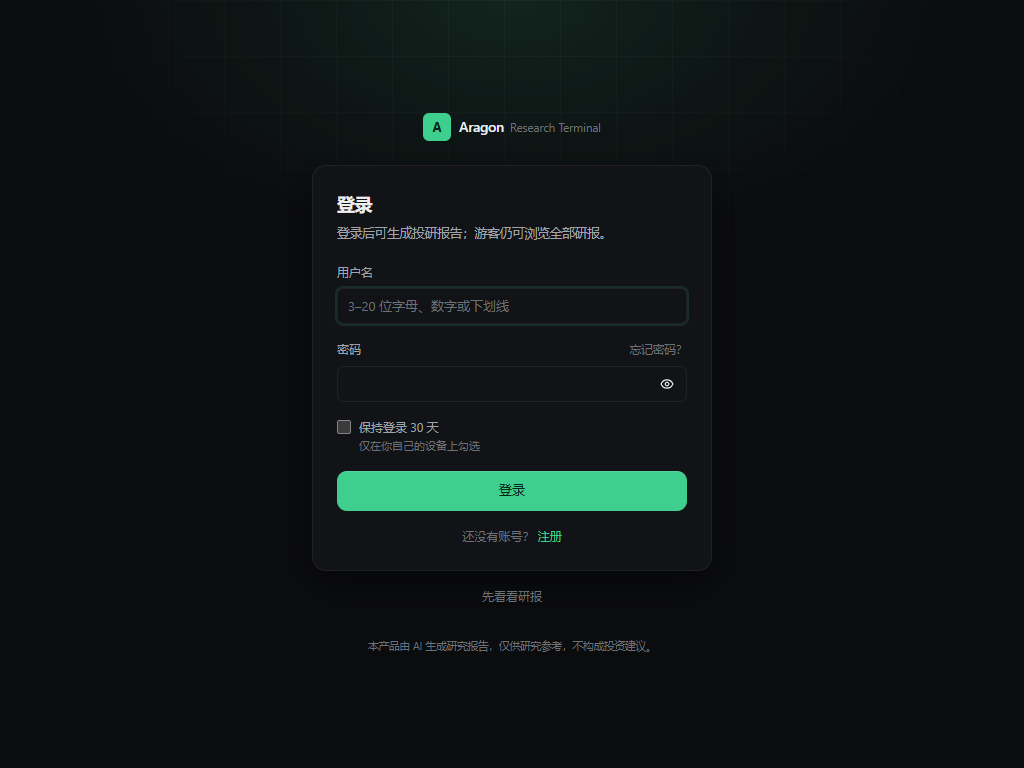 A Aragon Research Terminal
登录
登录后可生成投研报告；游客仍可浏览全部研报。
用户名
3–20 位字母、数字或下划线
密码 忘记密码?
保持登录 30 天
仅在你自己的设备上勾选
登录
还没有账号? 注册
先看看研报
本产品由 AI 生成研究报告，仅供研究参考，不构成投资建议。